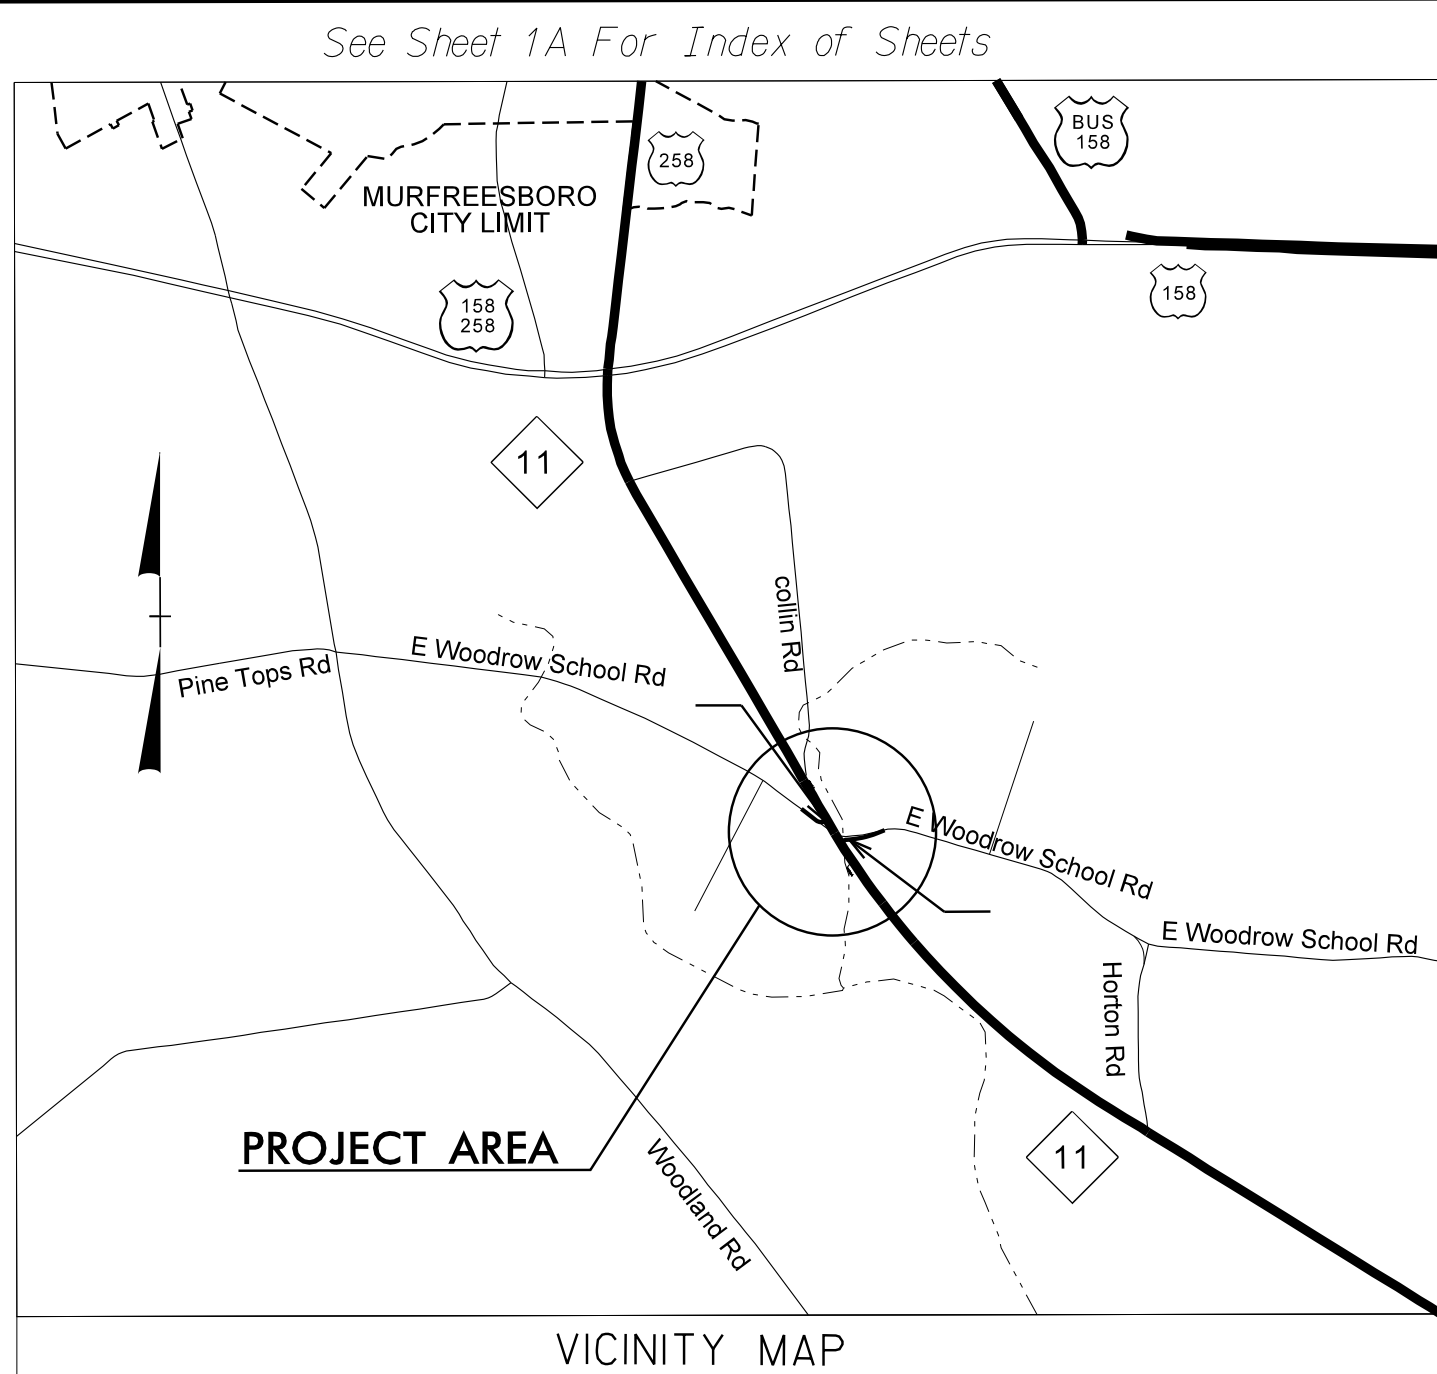 See Sheet 1A For Index of Sheets
BUS
158
258
MURFREESBORO
CITY LIMIT
158
258
158
11
collin Rd
E Woodrow School Rd
Pine Tops Rd
E Woodrow School Rd
E Woodrow School Rd
Horton Rd
PROJECT AREA
Woodland Rd
11
VICINITY MAP